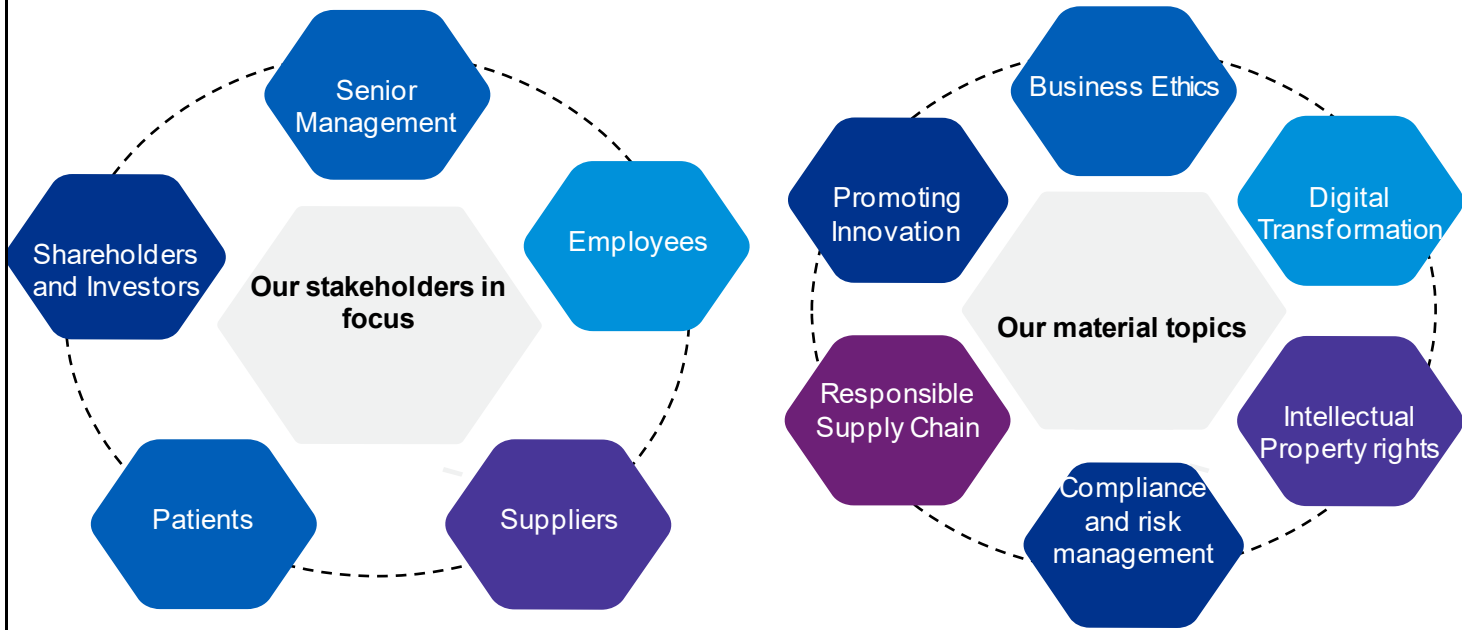 Senior
Management
Employees
Shareholders
and Investors
Our stakeholders in
focus
Patients
Suppliers
Business Ethics
Promoting
Innovation
Digital
Transformation
Our material topics
Responsible
Supply Chain
Intellectual
Property rights
Compliance
and risk
management